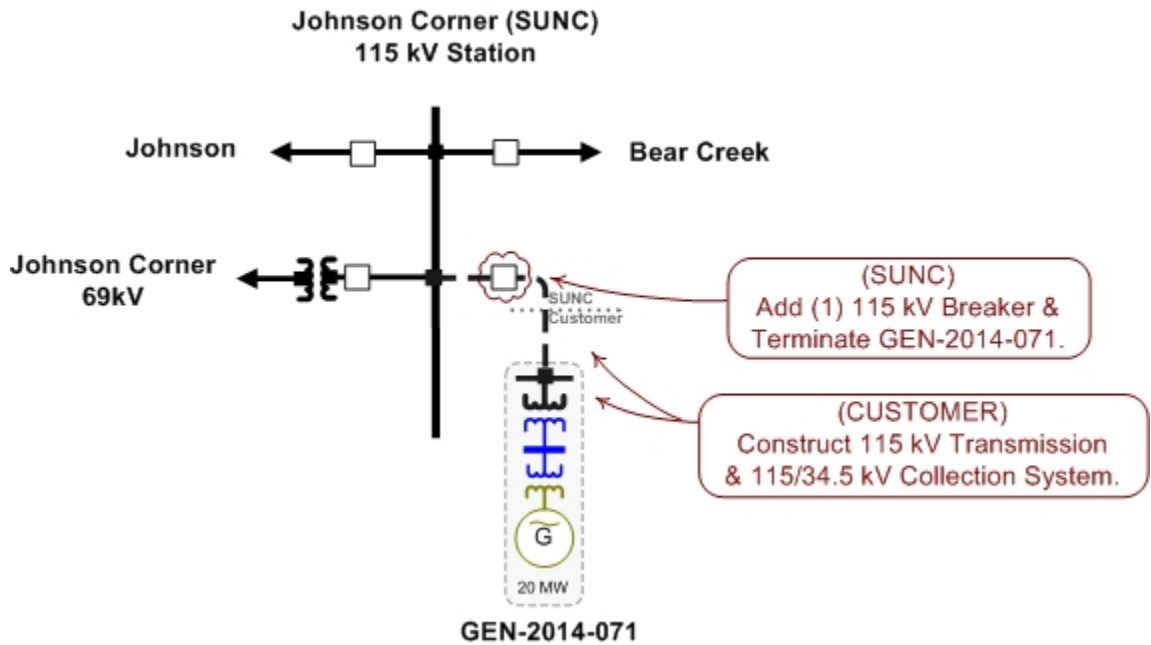 Johnson Corner (SUNC)
115 kV Station
Johnson
Bear Creek
Johnson Corner
69kV
(SUNC)
Add (1) 115 kV Breaker &
Terminate GEN-2014-071.
SUNC
Customer
(CUSTOMER)
Construct 115 kV Transmission
& 115/34.5 kV Collection System.
G
20 MW
GEN-2014-071